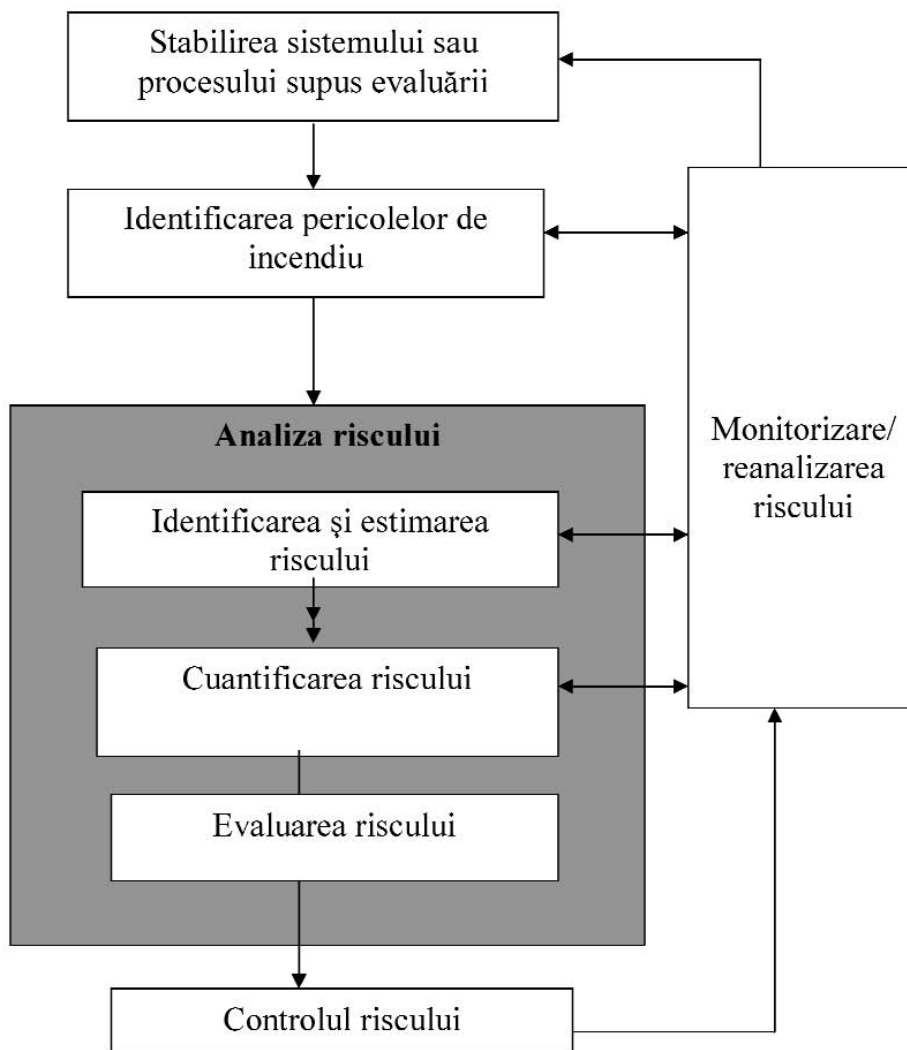 Stabilirea sistemului sau
procesului supus evaluării
Identificarea pericolelor de
incendiu
Analiza riscului
Identificarea și estimarea
riscului
Cuantificarea riscului
Evaluarea riscului
Controlul riscului
Monitorizare/
reanalizarea
riscului